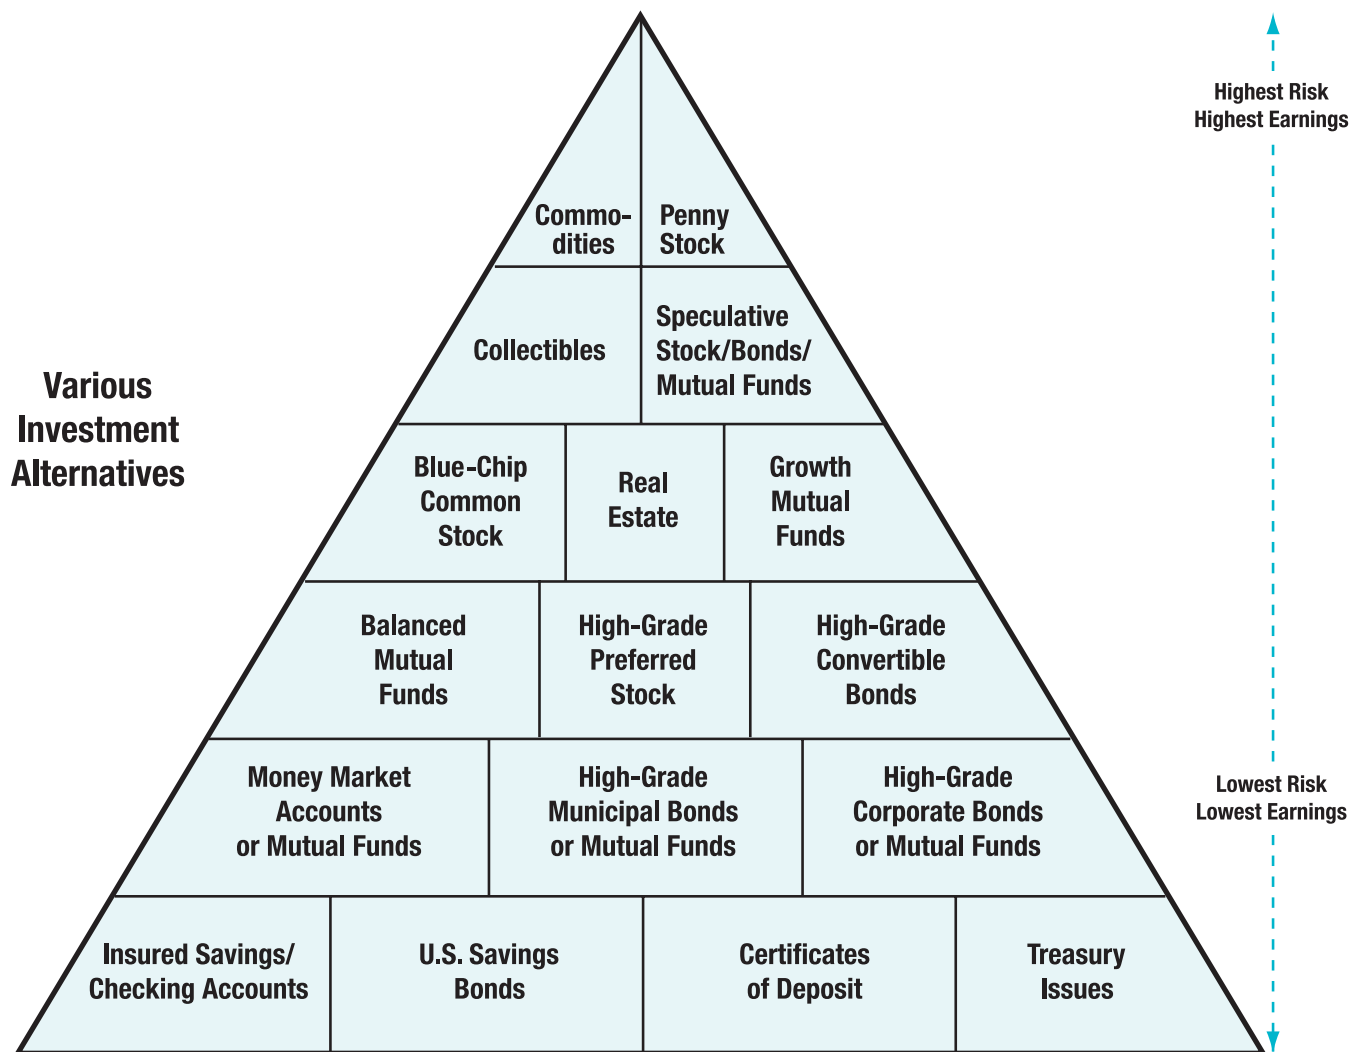 Highest Risk
Highest Earnings
Commo-
dities
Penny
Stock
Collectibles
Speculative
Stock/Bonds/
Mutual Funds
Various
Investment
Alternatives
Blue-Chip
Common
Stock
Real
Estate
Growth
Mutual
Funds
Balanced
Mutual
Funds
High-Grade
Preferred
Stock
High-Grade
Convertible
Bonds
Money Market
Accounts
or Mutual Funds
High-Grade
Municipal Bonds
or Mutual Funds
High-Grade
Corporate Bonds
or Mutual Funds
Lowest Risk
Lowest Earnings
Insured Savings/
Checking Accounts
U.S. Savings
Bonds
Certificates
of Deposit
Treasury
Issues